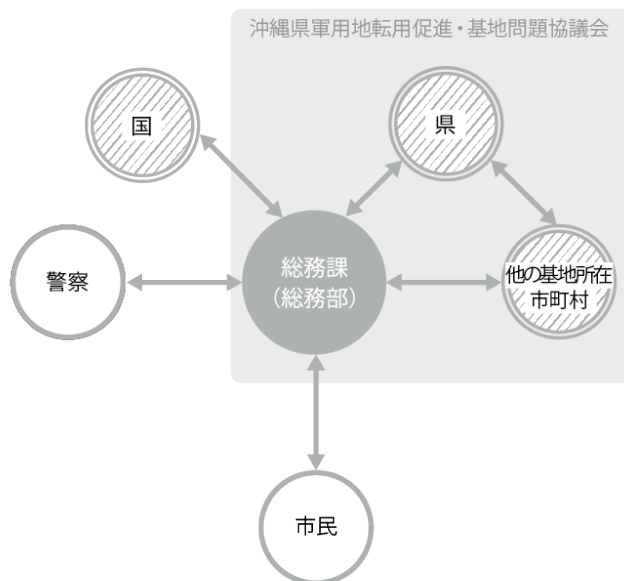 沖縄県軍用地転用促進・基地問題協議会
国
県
警察
総務課
（総務部）
他の基地所在
市町村
市民